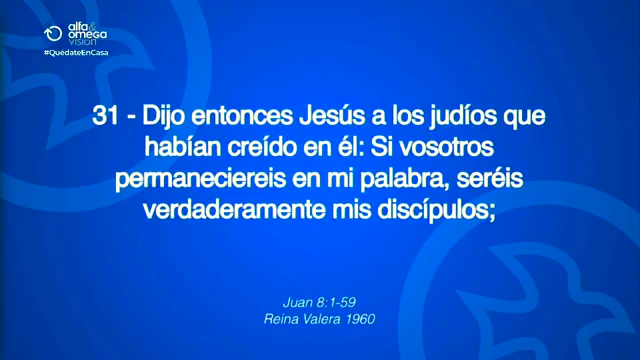 alfa&
omega
vision
#QuédateEnCasa
31 - Dijo entonces Jesús a los judíos que
habían creído en él: Si vosotros
permaneciereis en mi palabra, seréis
verdaderamente mis discípulos;
Juan 8:1-59
Reina Valera 1960